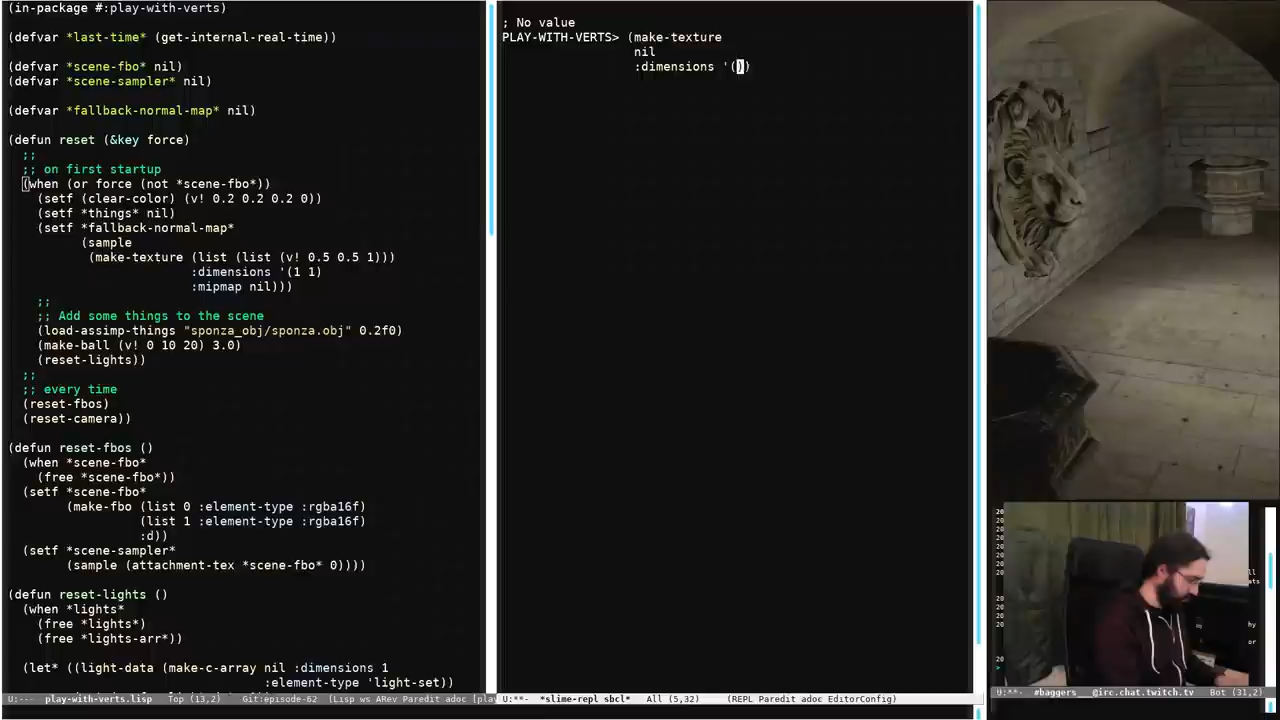 (in-package #:play-with-verts)
(defvar *last-time* (get-internal-real-time))
(defvar *scene-fbo* nil)
(defvar *scene-sampler* nil)
(defvar *fallback-normal-map* nil)
(defun reset (&key force)
;;
;; on first startup
(when (or force (not *scene-fbo*))
(setf (clear-color) (v! 0.2 0.2 0.2 0))
(setf *things* nil)
(setf *fallback-normal-map*
(sample
(make-texture (list (list (v! 0.5 0.5 1)))
:dimensions '(1 1)
:mipmap nil)))
;;
;; Add some things to the scene
(load-assimp-things "sponza_obj/sponza.obj" 0.2f0)
(make-ball (v! 0 10 20) 3.0)
(reset-lights))
;;
;; every time
(reset-fbos)
(reset-camera))
(defun reset-fbos ()
(when *scene-fbo*
(free *scene-fbo*))
(setf *scene-fbo*
(make-fbo (list 0 :element-type :rgba16f)
(list 1 :element-type :rgba16f)
:d))
(setf *scene-sampler*
(sample (attachment-tex *scene-fbo* 0))))
(defun reset-lights ()
(when *lights*
(free *lights*)
(free *lights-arr*))
(let* ((light-data (make-c-array nil :dimensions 1
:element-type 'light-set))
U:--- play-with-verts.lisp Top (13,2) Git:episode-62 (Lisp ws ARev Paredit adoc [play
; No value
PLAY-WITH-VERTS> (make-texture
nil
:dimensions '())
U:**- *slime-repl sbcl* All (5,32) (REPL Paredit adoc EditorConfig)
U:**- #baggers @irc.chat.twitch.tv Bot (31,2)